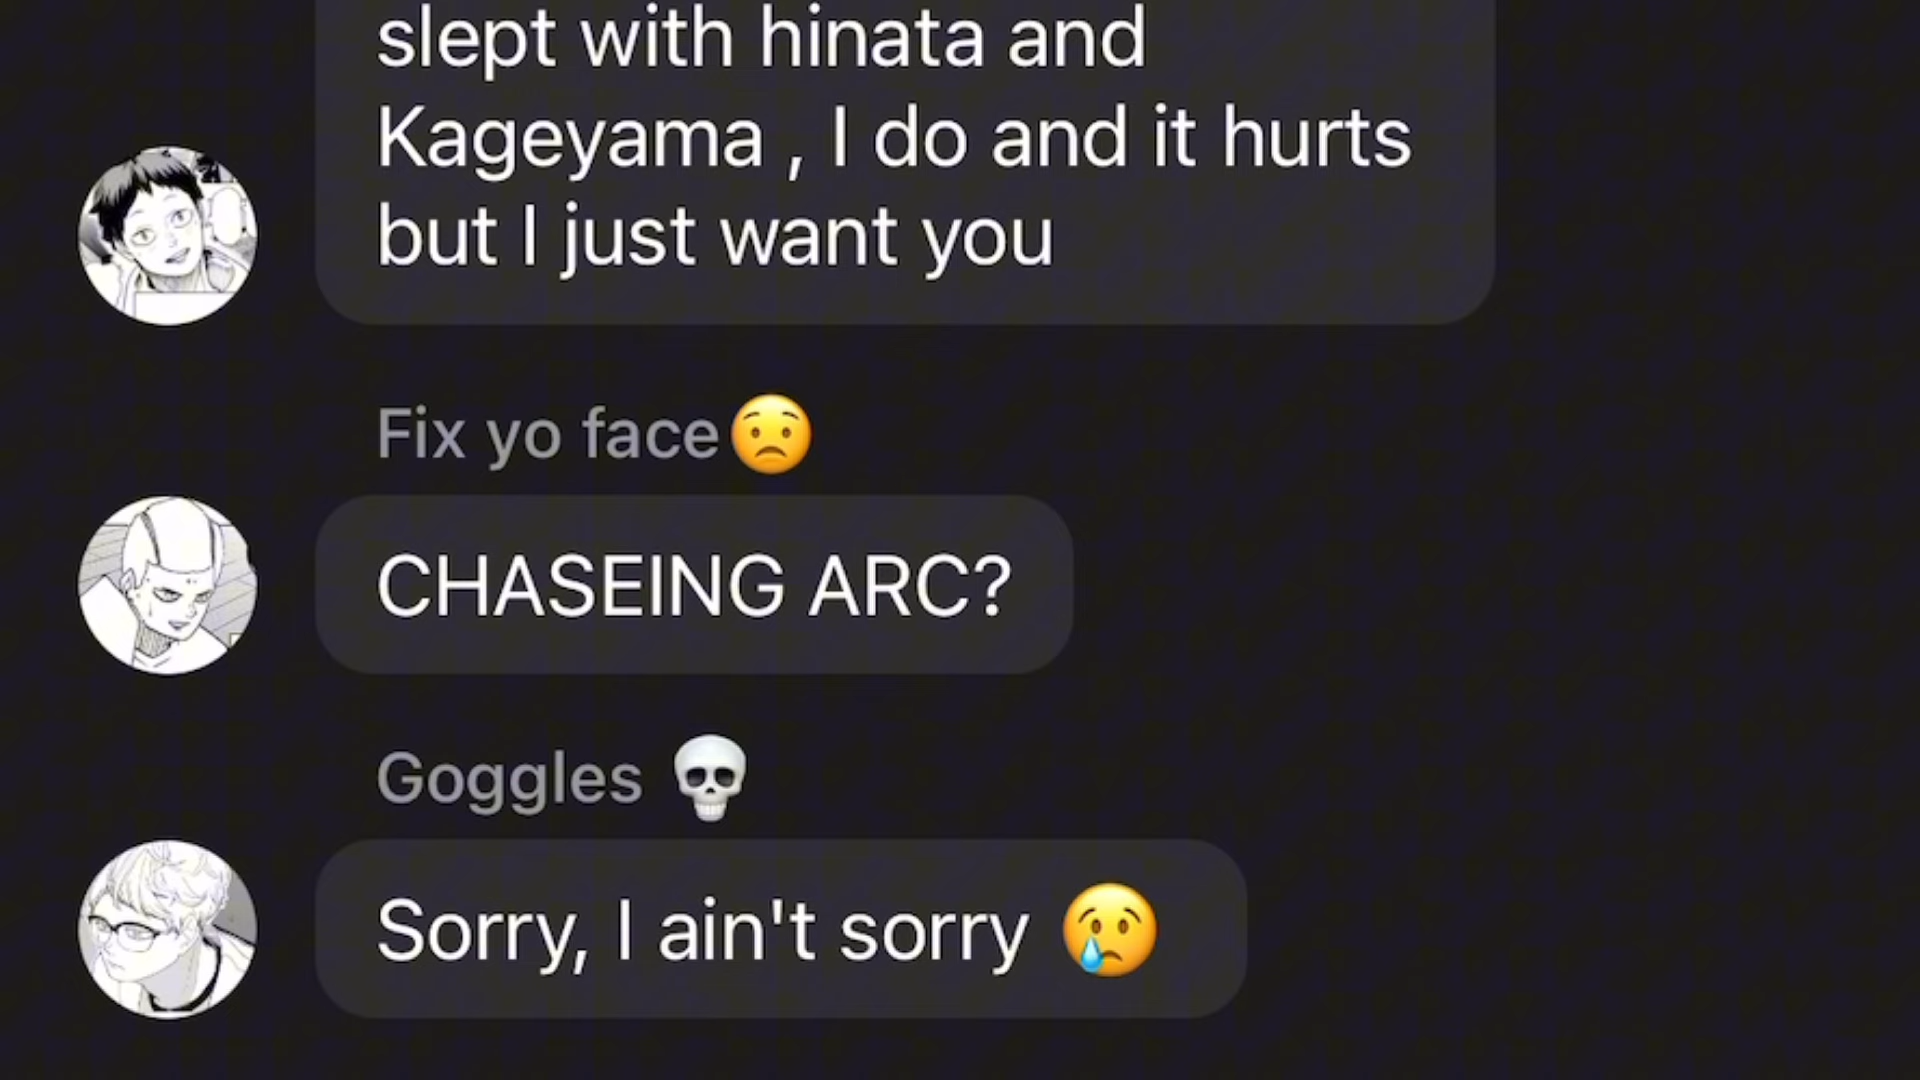 slept with hinata and
Kageyama , I do and it hurts
but I just want you
Fix yo face😟
CHASEING ARC?
Goggles 💀
Sorry, I ain't sorry 😢